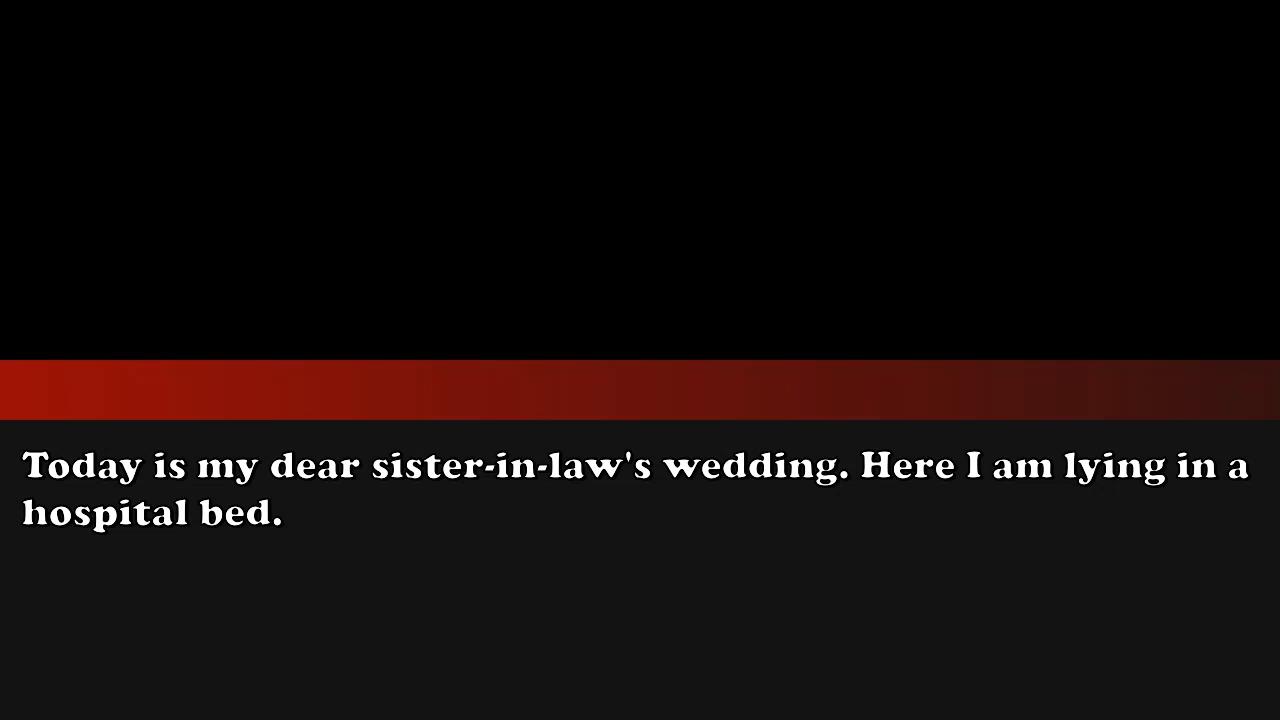 Today is my dear sister-in-law's wedding. Here I am lying in a
hospital bed.